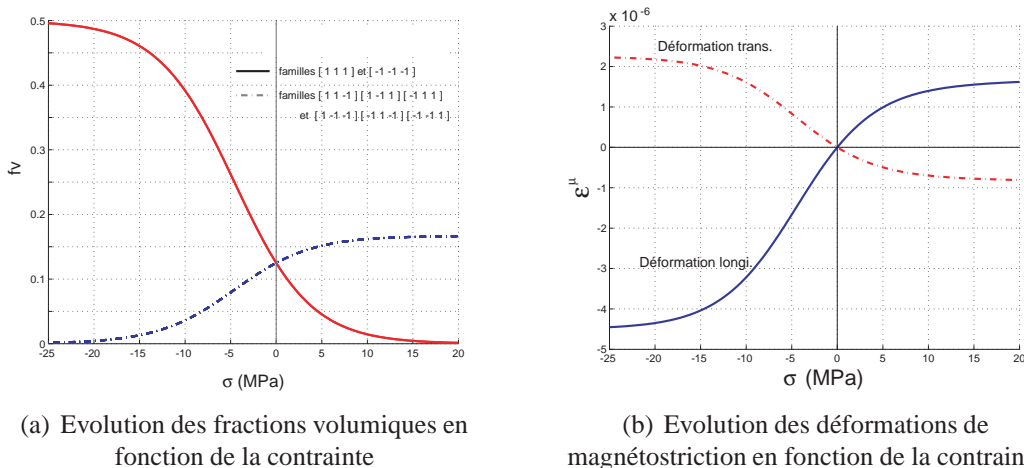 0.5
0.4
0.3
0.2
0.1
0
fv
familles [ 1 1 1 ] et [ -1 -1 -1 ]
familles [ 1 1 -1 ] [ 1 -1 1 ] [ -1 1 1 ]
et [ 1 -1 -1 ] [ -1 1 -1 ] [ -1 -1 1 ]
-25 -20 -15 -10 -5 0 5 10 15 20
σ (MPa)
(a) Evolution des fractions volumiques en
fonction de la contrainte
x 10⁻⁶
3
2
1
0
-1
-2
-3
-4
-5
ε^μ
Déformation trans.
Déformation longi.
-25 -20 -15 -10 -5 0 5 10 15 20
σ (MPa)
(b) Evolution des déformations de
magnétostriction en fonction de la contrain